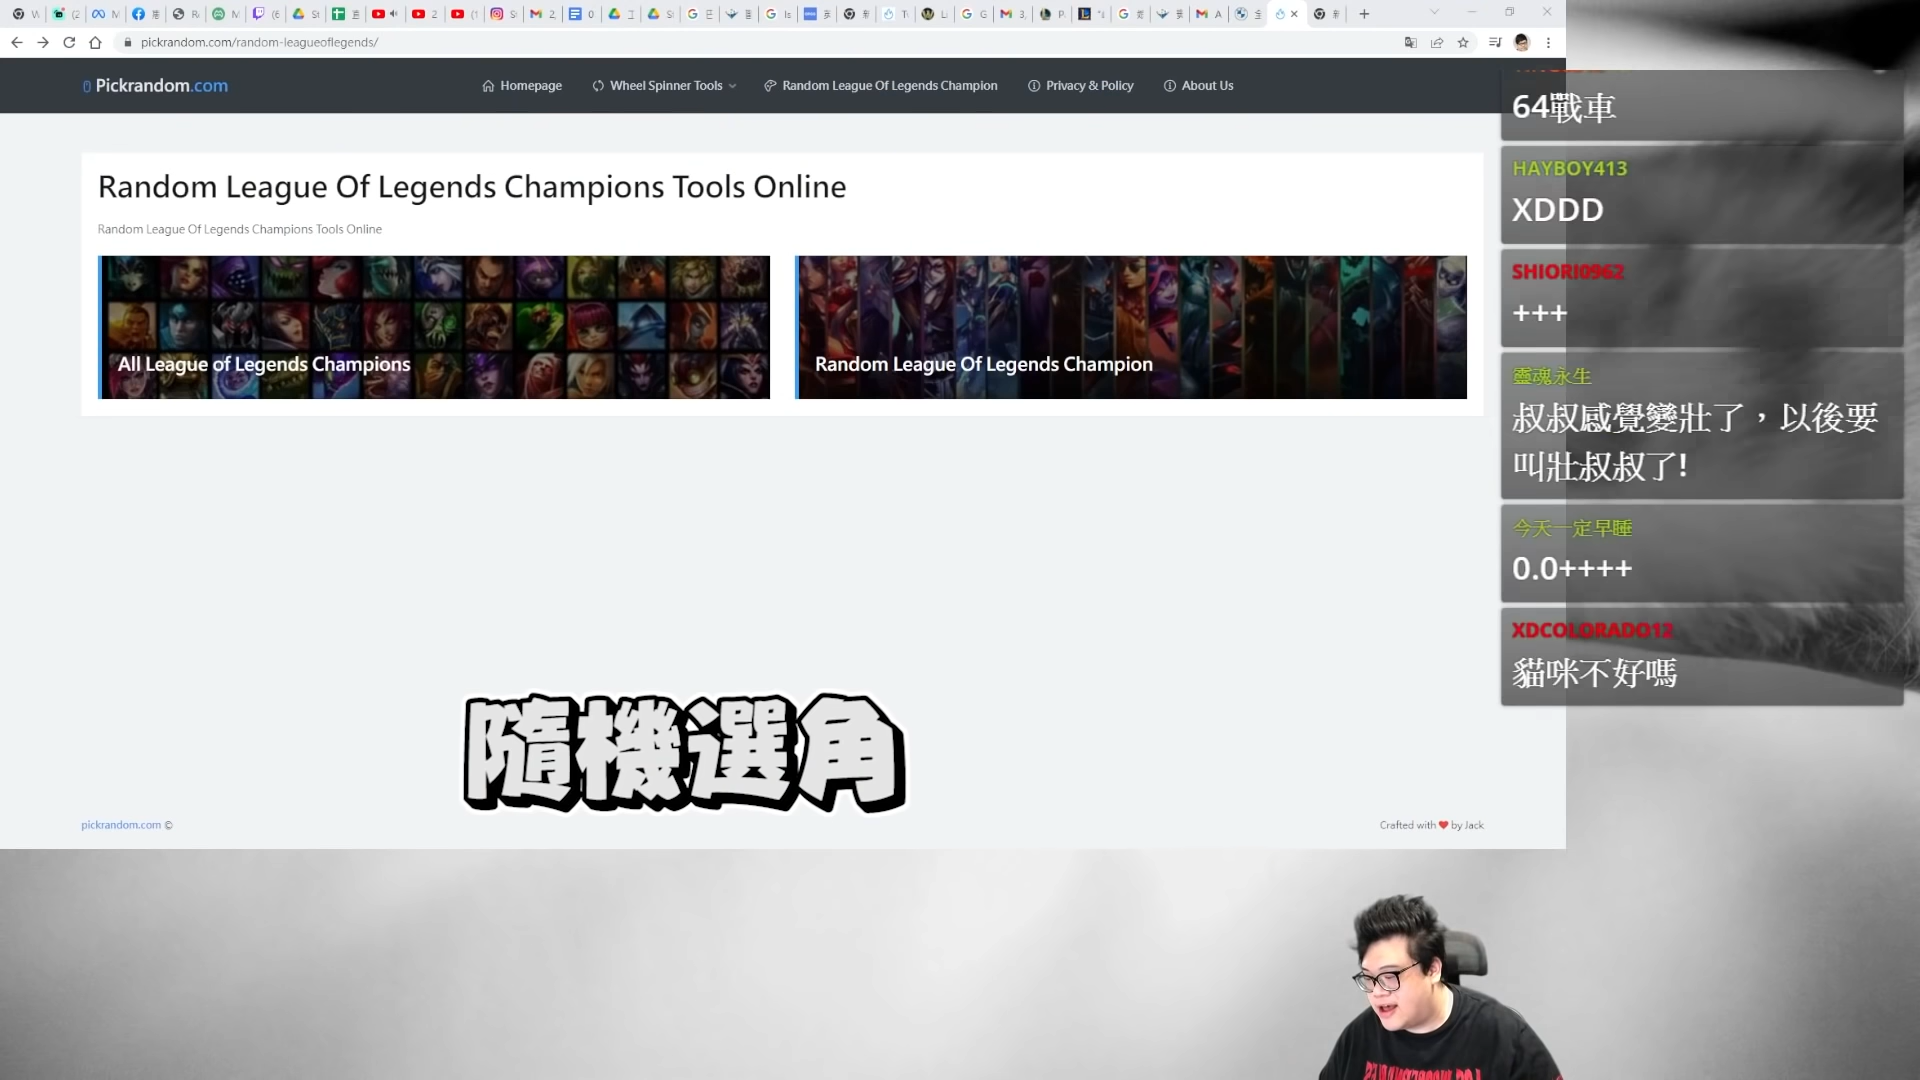 pickrandom.com/random-leagueoflegends/
Pickrandom.com
Homepage
Wheel Spinner Tools
Random League Of Legends Champion
Privacy & Policy
About Us
Random League Of Legends Champions Tools Online
Random League Of Legends Champions Tools Online
All League of Legends Champions
Random League Of Legends Champion
隨機選角
pickrandom.com ©
Crafted with ❤ by Jack
64戰車
HAYBOY413
XDDD
SHIORI0962
+++
靈魂永生
叔叔感覺變壯了，以後要
叫壯叔叔了!
今天一定早睡
0.0++++
XDCOLORADO12
貓咪不好嗎